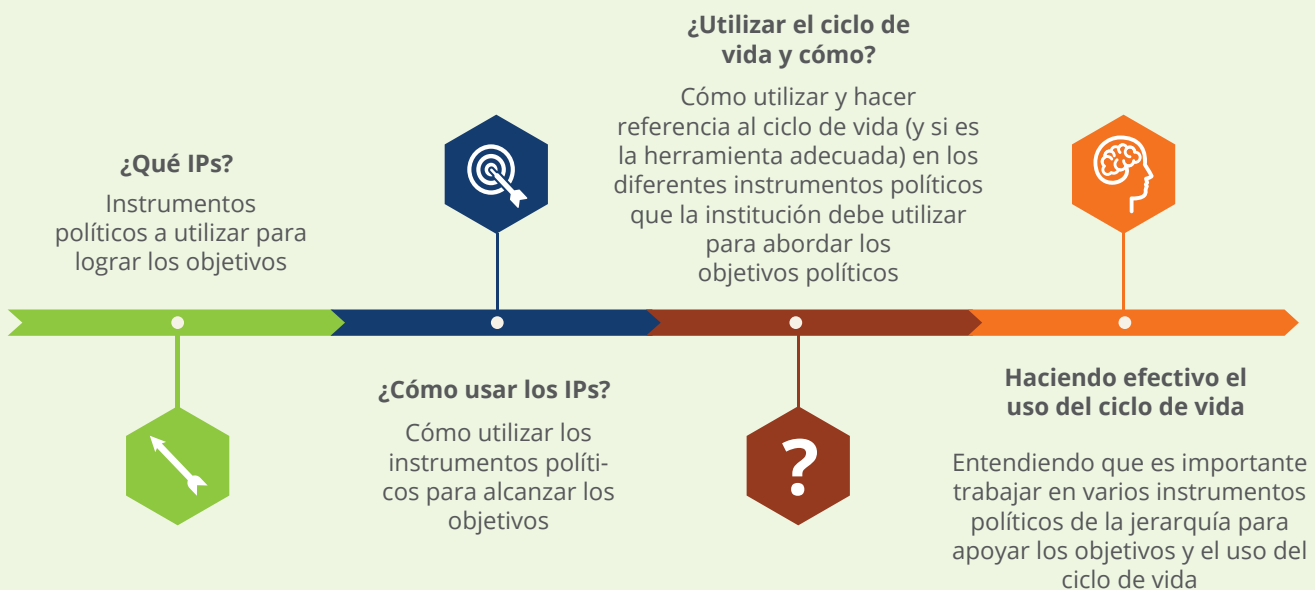 ¿Qué IPs?
Instrumentos
políticos a utilizar para
lograr los objetivos
¿Cómo usar los IPs?
Cómo utilizar los
instrumentos políti-
cos para alcanzar los
objetivos
¿Utilizar el ciclo de
vida y cómo?
Cómo utilizar y hacer
referencia al ciclo de vida (y si es
la herramienta adecuada) en los
diferentes instrumentos políticos
que la institución debe utilizar
para abordar los
objetivos políticos
?
Haciendo efectivo el
uso del ciclo de vida
Entendiendo que es importante
trabajar en varios instrumentos
políticos de la jerarquía para
apoyar los objetivos y el uso del
ciclo de vida